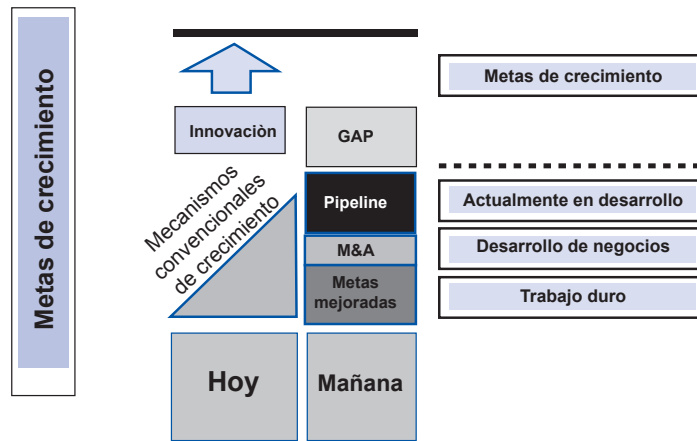 Metas de crecimiento
Innovaciòn
GAP
Metas de crecimiento
Mecanismos
convencionales
de crecimiento
Pipeline
Actualmente en desarrollo
M&A
Desarrollo de negocios
Metas
mejoradas
Trabajo duro
Hoy
Mañana